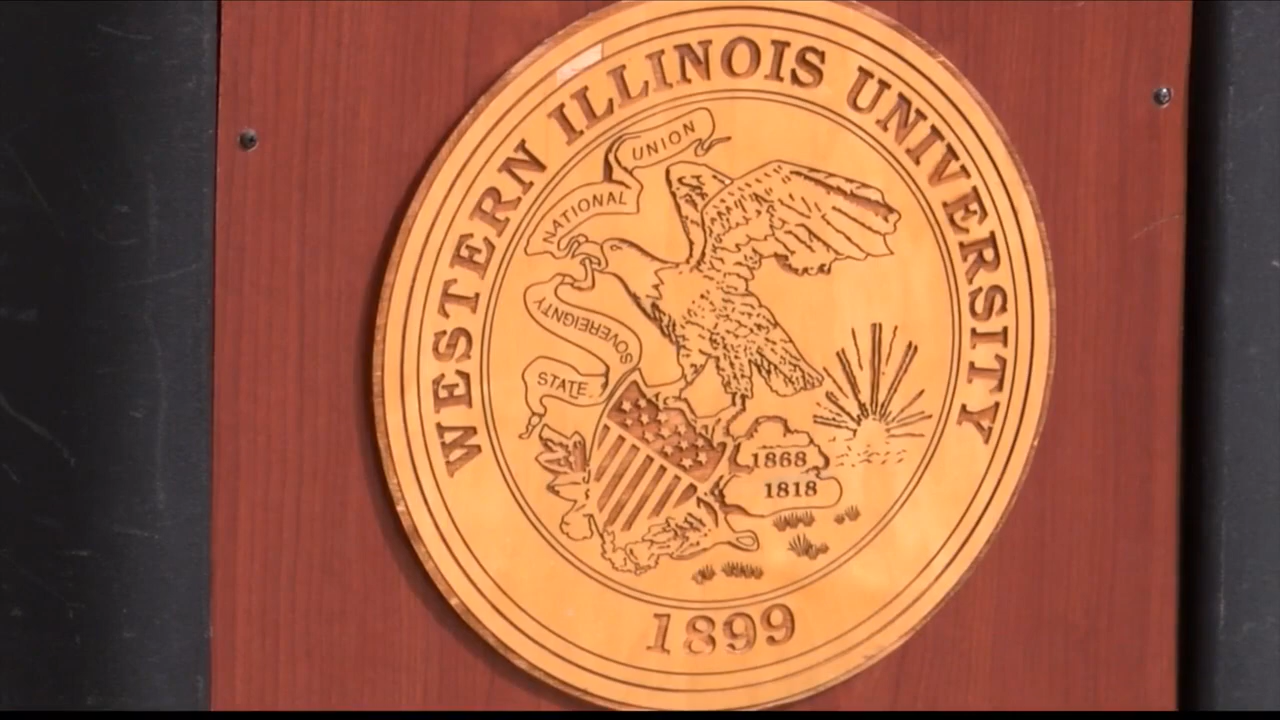 WESTERN ILLINOIS UNIVERSITY
UNION
NATIONAL
SOVEREIGNTY
STATE
1868
1818
1899